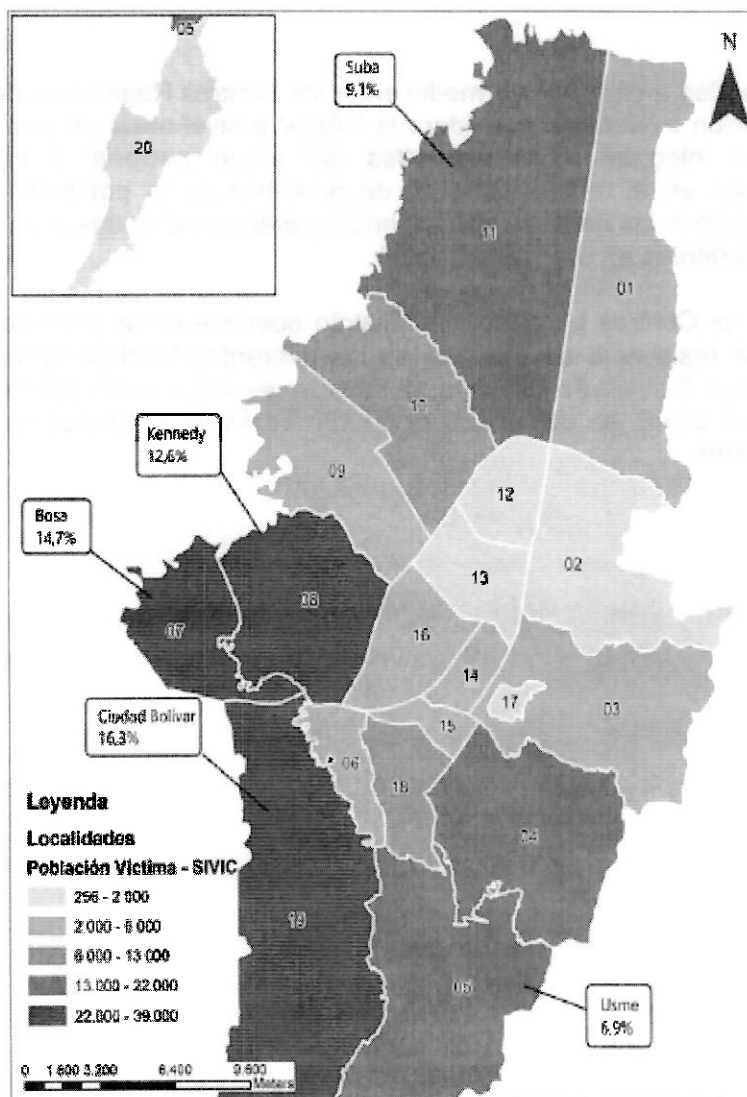 05
20
N
Suba
9,1%
11
01
10
Kennedy
12,6%
09
12
Bosa
14,7%
02
13
08
07
16
14
17
03
Ciudad Bolivar
16,3%
15
06
18
Leyenda
04
Localidades
Población Victima - SIVIC
256 - 2 000
2 000 - 6 000
19
6 000 - 13 000
13.000 - 22.000
05
22.000 - 39.000
Usme
6,9%
0 1.600 3.200 6.400 9.600
Meters